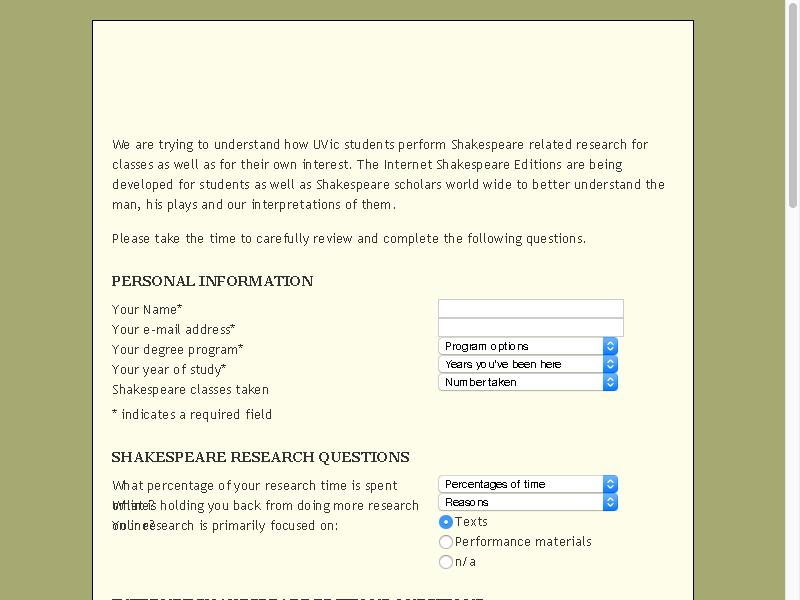 We are trying to understand how UVic students perform Shakespeare related research for
classes as well as for their own interest. The Internet Shakespeare Editions are being
developed for students as well as Shakespeare scholars world wide to better understand the
man, his plays and our interpretations of them.
Please take the time to carefully review and complete the following questions.
PERSONAL INFORMATION
Your Name*
Your e-mail address*
Your degree program* Program options
Your year of study* Years you've been here
Shakespeare classes taken Number taken
* indicates a required field
SHAKESPEARE RESEARCH QUESTIONS
What percentage of your research time is spent Percentages of time
holding you back from doing more research Reasons
research is primarily focused on: Texts
Performance materials
n/a